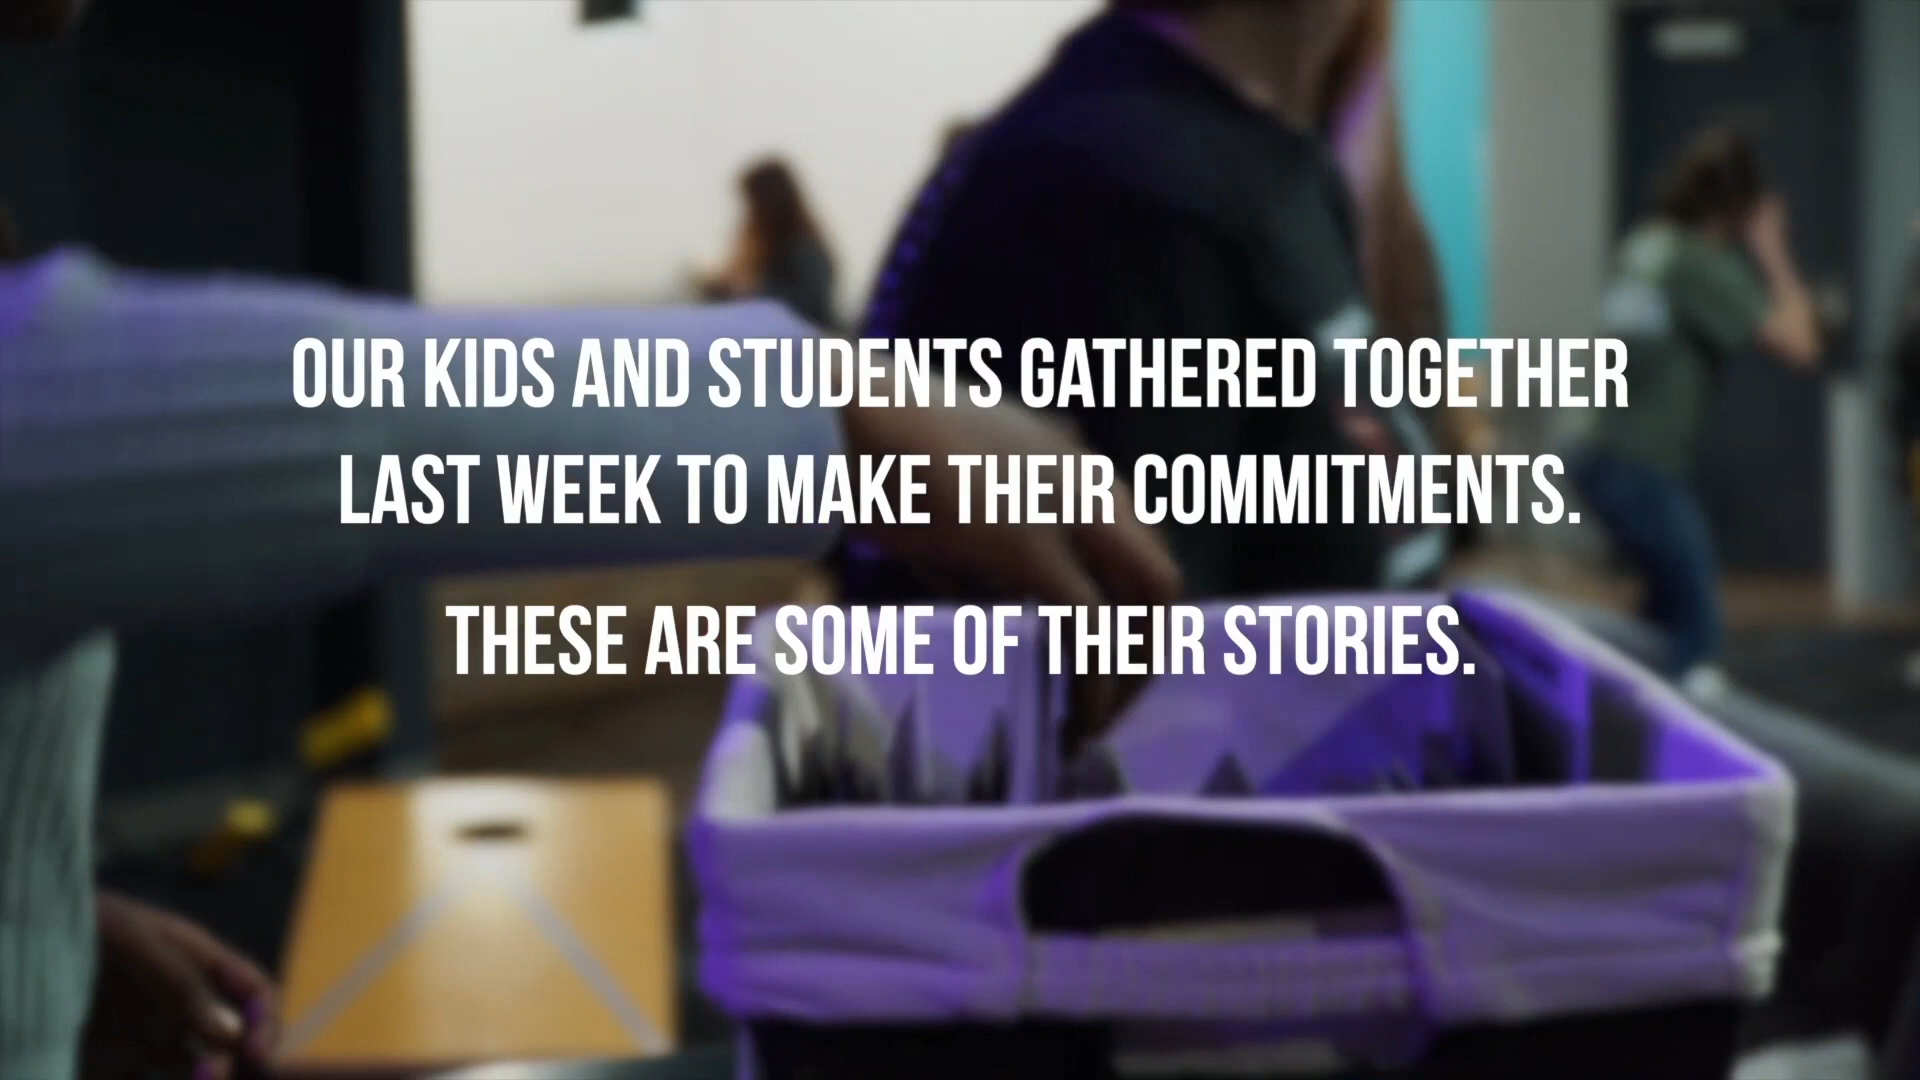 OUR KIDS AND STUDENTS GATHERED TOGETHER
LAST WEEK TO MAKE THEIR COMMITMENTS.
THESE ARE SOME OF THEIR STORIES.